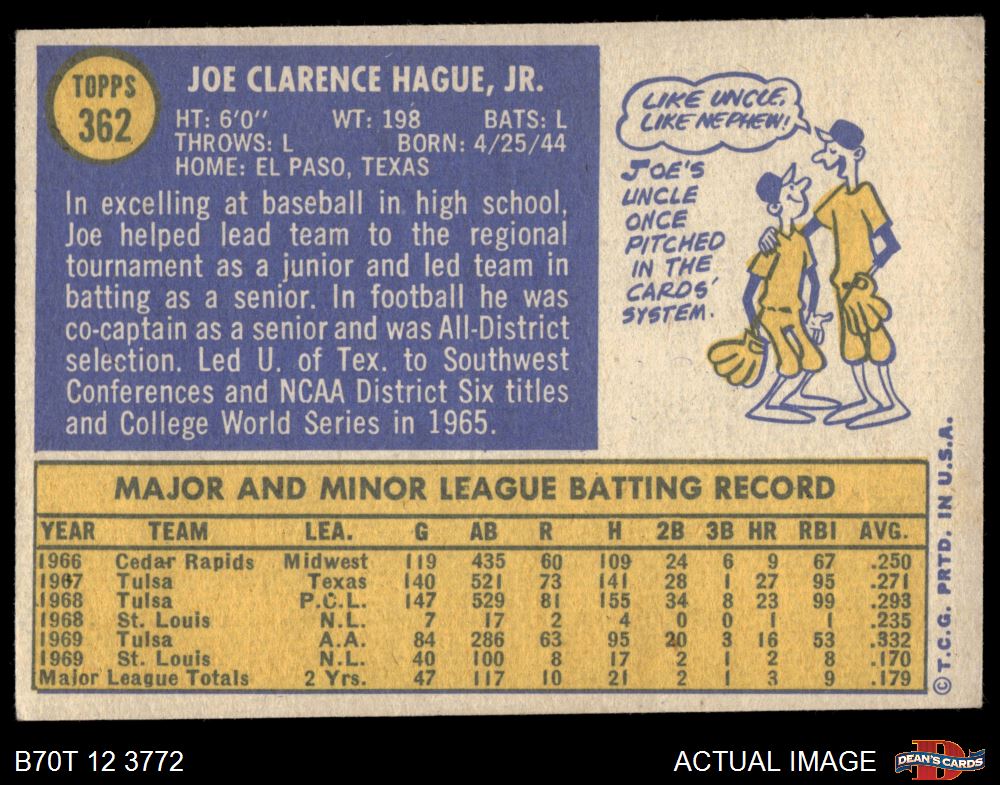 TOPPS
362
JOE CLARENCE HAGUE, JR.
HT: 6'0" WT: 198 BATS: L
THROWS: L BORN: 4/25/44
HOME: EL PASO, TEXAS
In excelling at baseball in high school,
Joe helped lead team to the regional
tournament as a junior and led team in
batting as a senior. In football he was
co-captain as a senior and was All-District
selection. Led U. of Tex. to Southwest
Conferences and NCAA District Six titles
and College World Series in 1965.
LIKE UNCLE,
LIKE NEPHEW!
JOE'S
UNCLE
ONCE
PITCHED
IN THE
CARDS'
SYSTEM.
MAJOR AND MINOR LEAGUE BATTING RECORD
YEAR TEAM LEA. G AB R H 2B 3B HR RBI AVG.
1966 Cedar Rapids Midwest 119 435 60 109 24 6 9 67 .250
1967 Tulsa Texas 140 521 73 141 28 1 27 95 .271
1968 Tulsa P.C.L. 147 529 81 155 34 8 23 99 .293
1968 St. Louis N.L. 7 17 2 4 0 0 1 1 .235
1969 Tulsa A.A. 84 286 63 95 20 3 16 53 .332
1969 St. Louis N.L. 40 100 8 17 2 1 2 8 .170
Major League Totals 2 Yrs. 47 117 10 21 2 1 3 9 .179
© T.C.G. PRTD. IN U.S.A.
B70T 12 3772
ACTUAL IMAGE
DEAN'S CARDS